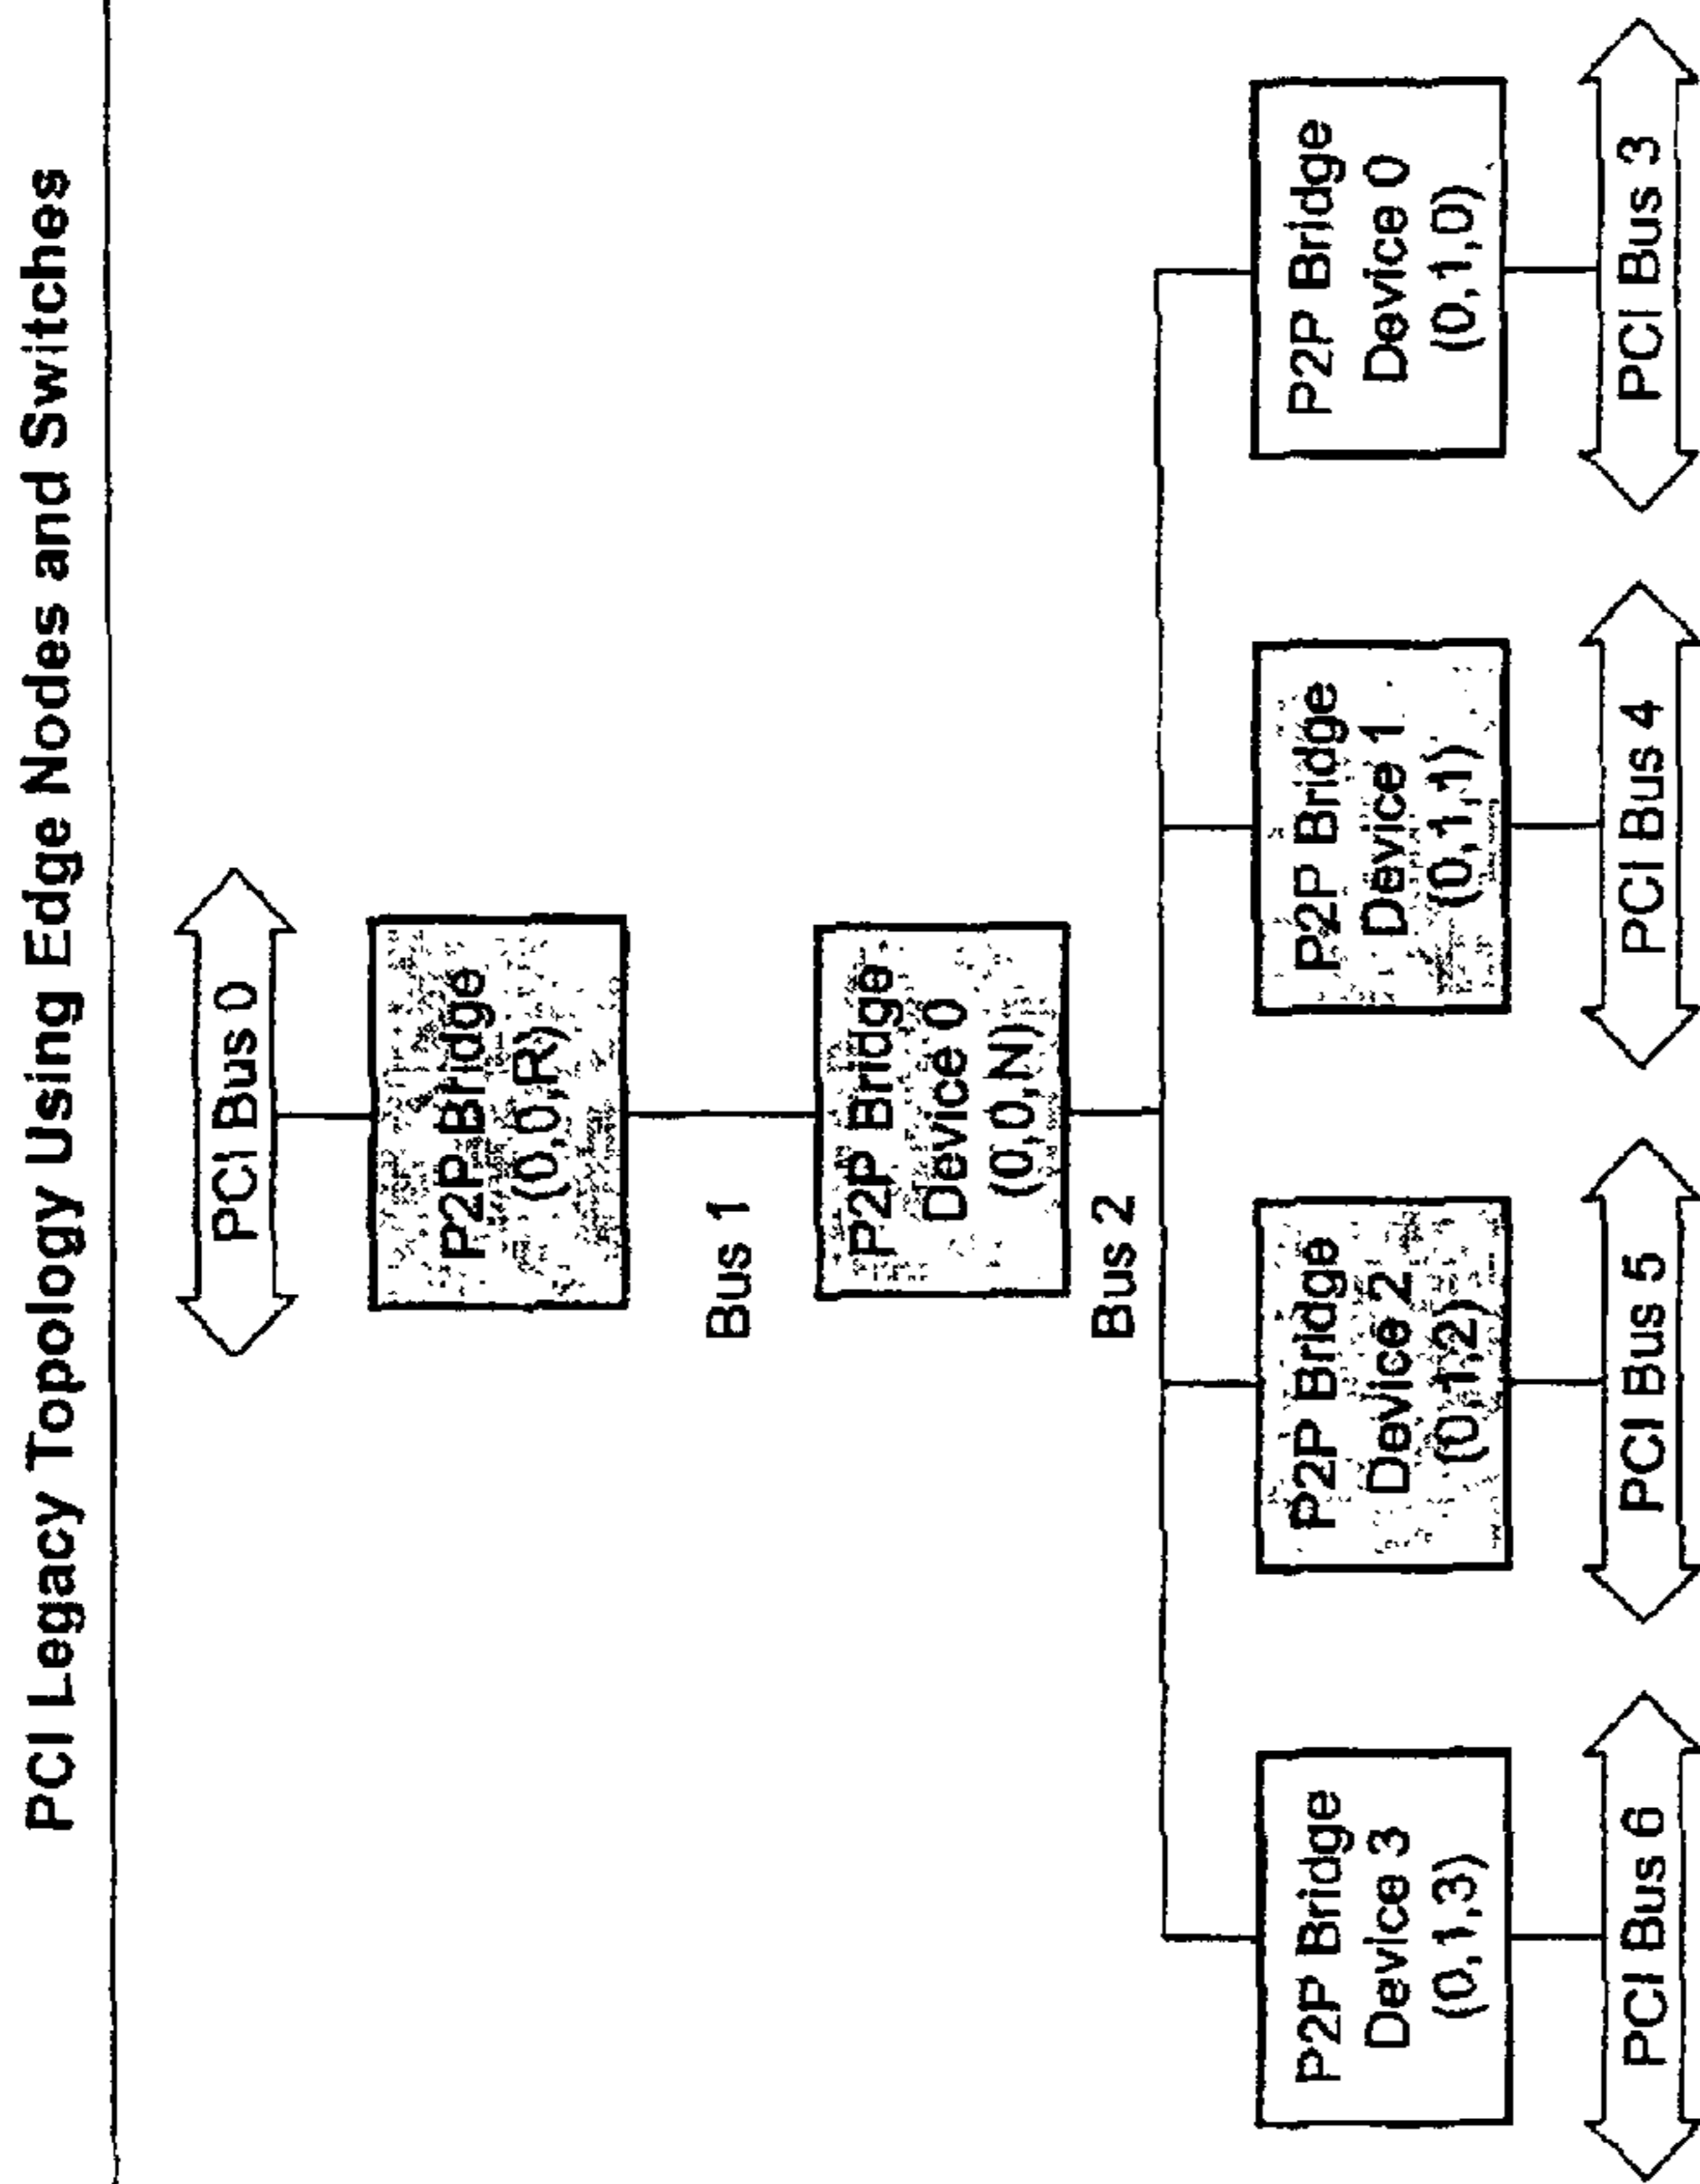 PCI Legacy Topology Using Edge Nodes and Switches
PCI Bus 0
P2P Bridge
(0,0,R)
Bus 1
P2P Bridge
Device 0
(0,0,N)
Bus 2
P2P Bridge
Device 3
(0,1,3)
P2P Bridge
Device 2
(0,1,2)
P2P Bridge
Device 1
(0,1,1)
P2P Bridge
Device 0
(0,1,0)
PCI Bus 6
PCI Bus 5
PCI Bus 4
PCI Bus 3